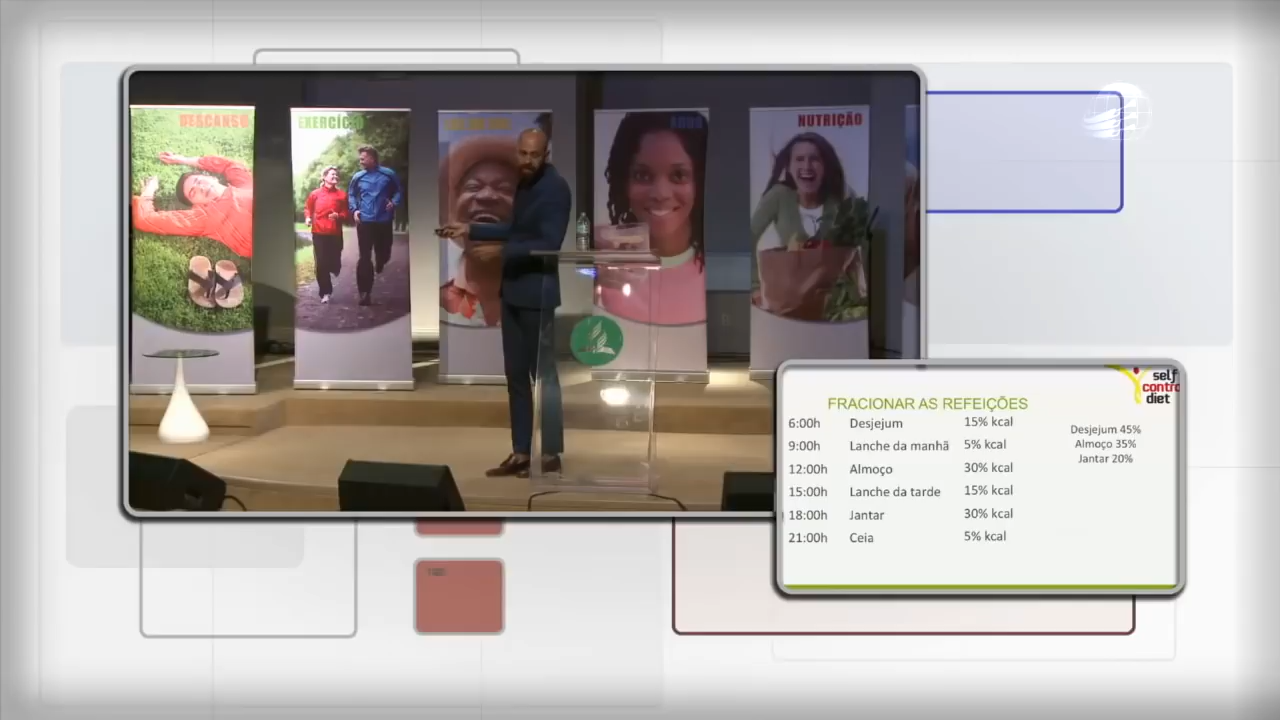 DESCANSO
EXERCÍCIO
NUTRIÇÃO
self
contro
diet
FRACIONAR AS REFEIÇÕES
6:00h Desjejum 15% kcal
9:00h Lanche da manhã 5% kcal
12:00h Almoço 30% kcal
15:00h Lanche da tarde 15% kcal
18:00h Jantar 30% kcal
21:00h Ceia 5% kcal
Desjejum 45%
Almoço 35%
Jantar 20%